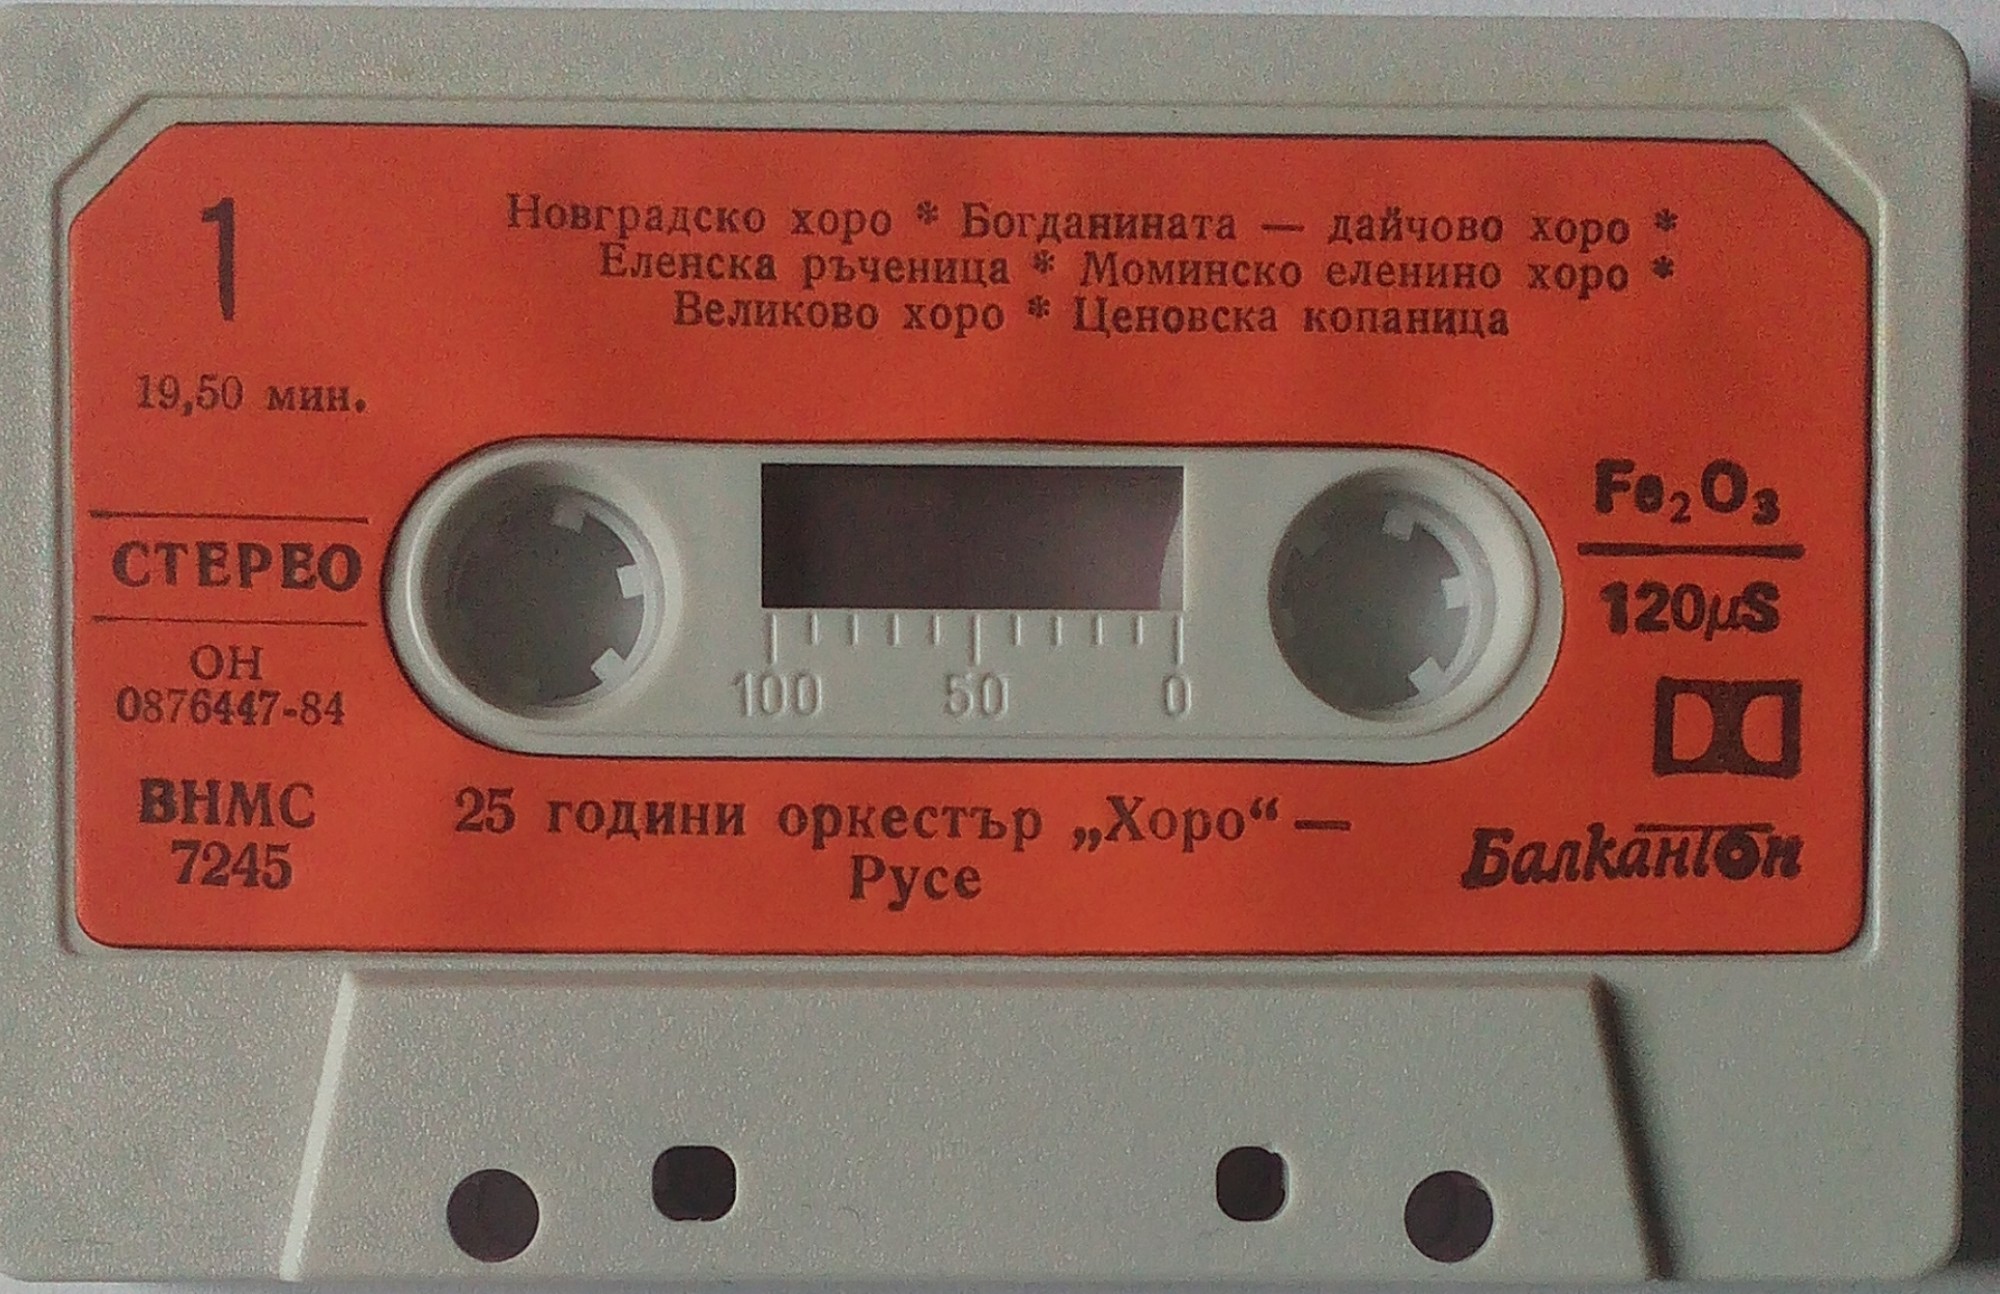 1
Новградско хоро * Богданината — дайчово хоро *
Еленска ръченица * Моминско еленино хоро *
Великово хоро * Ценовска копаница
19,50 мин.
СТЕРЕО
ОН
0876447-84
ВНМС
7245
100 50 0
Fe₂O₃
120µS
25 години оркестър „Хоро“ —
Русе
Балкантон